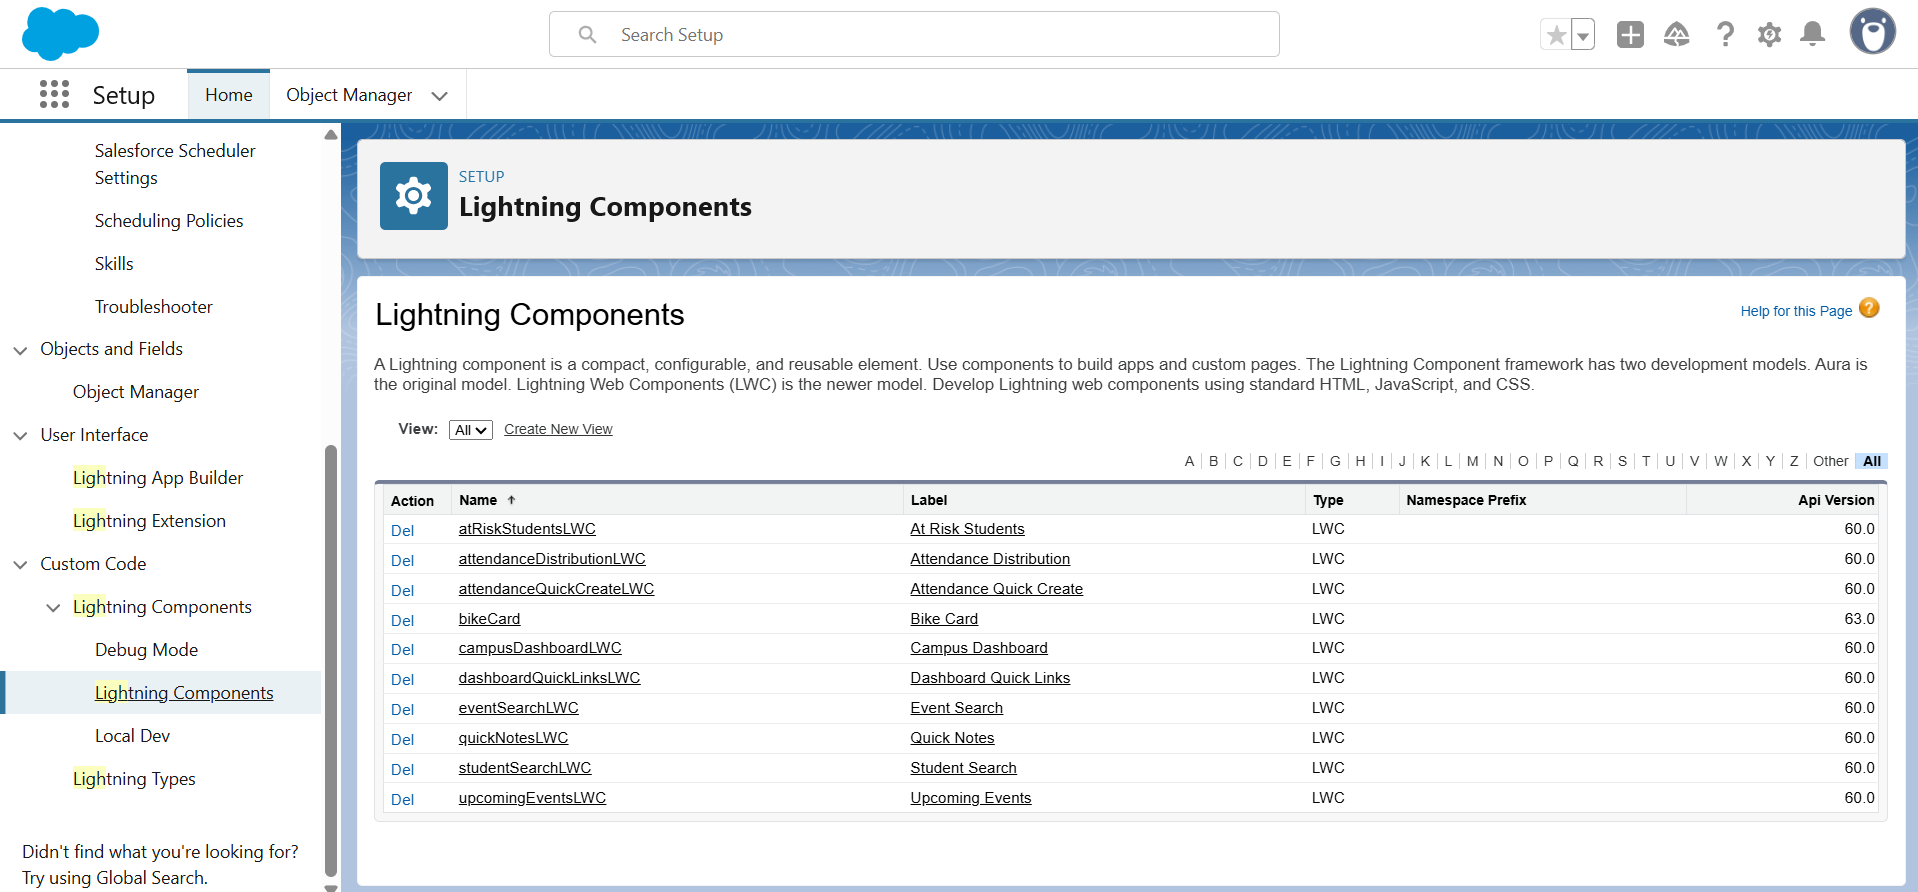 Search Setup
Setup
Home
Object Manager
Salesforce Scheduler
Settings
Scheduling Policies
Skills
Troubleshooter
Objects and Fields
Object Manager
User Interface
Lightning App Builder
Lightning Extension
Custom Code
Lightning Components
Debug Mode
Lightning Components
Local Dev
Lightning Types
Didn't find what you're looking for?
Try using Global Search.
SETUP
Lightning Components
Lightning Components
Help for this Page ?
A Lightning component is a compact, configurable, and reusable element. Use components to build apps and custom pages. The Lightning Component framework has two development models. Aura is
the original model. Lightning Web Components (LWC) is the newer model. Develop Lightning web components using standard HTML, JavaScript, and CSS.
View: All Create New View
A | B | C | D | E | F | G | H | I | J | K | L | M | N | O | P | Q | R | S | T | U | V | W | X | Y | Z | Other | All
Action Name ↑ Label Type Namespace Prefix Api Version
Del atRiskStudentsLWC At Risk Students LWC 60.0
Del attendanceDistributionLWC Attendance Distribution LWC 60.0
Del attendanceQuickCreateLWC Attendance Quick Create LWC 60.0
Del bikeCard Bike Card LWC 63.0
Del campusDashboardLWC Campus Dashboard LWC 60.0
Del dashboardQuickLinksLWC Dashboard Quick Links LWC 60.0
Del eventSearchLWC Event Search LWC 60.0
Del quickNotesLWC Quick Notes LWC 60.0
Del studentSearchLWC Student Search LWC 60.0
Del upcomingEventsLWC Upcoming Events LWC 60.0